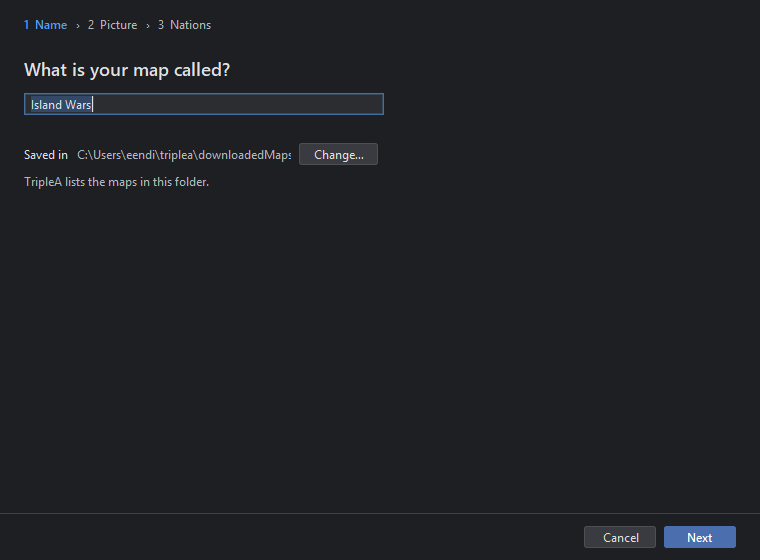 1 Name › 2 Picture › 3 Nations
What is your map called?
Island Wars
Saved in C:\Users\eendi\triplea\downloadedMaps Change...
TripleA lists the maps in this folder.
Cancel Next